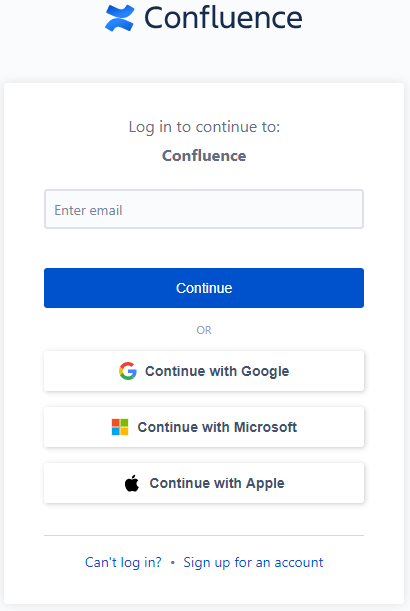 Confluence
Log in to continue to:
Confluence
Enter email
Continue
OR
Continue with Google
Continue with Microsoft
Continue with Apple
Can't log in? • Sign up for an account